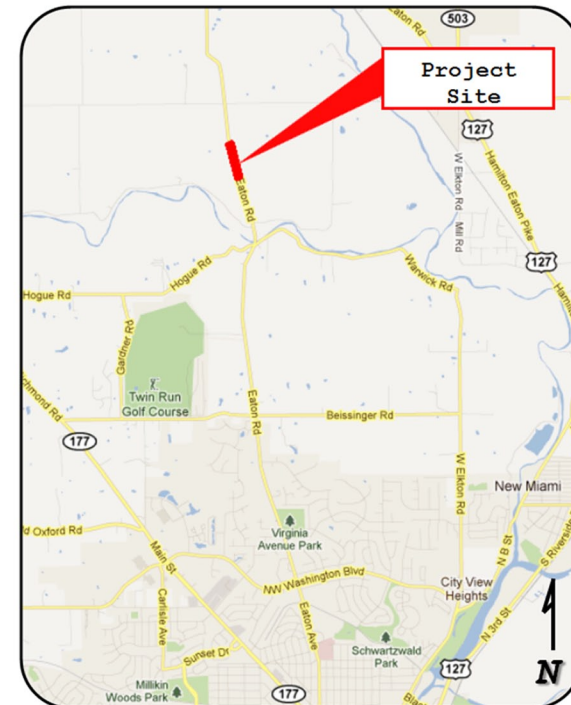 Eaton Rd
503
Project
Site
127
Eaton Rd
W Elkton Rd
Mill Rd
Hamilton Eaton Pike
127
Hogue Rd
Warwick Rd
Hogue Rd
Gardner Rd
Twin Run
Golf Course
Eaton Rd
Beissinger Rd
177
W Elkton Rd
New Miami
Virginia
Avenue Park
Main St
NW Washington Blvd
N B St
S Riverside
City View
Heights
Carlisle Ave
Eaton Ave
N 3rd St
Schwartzwald
Park
Sunset Dr
127
N
Millikin
Woods Park
177